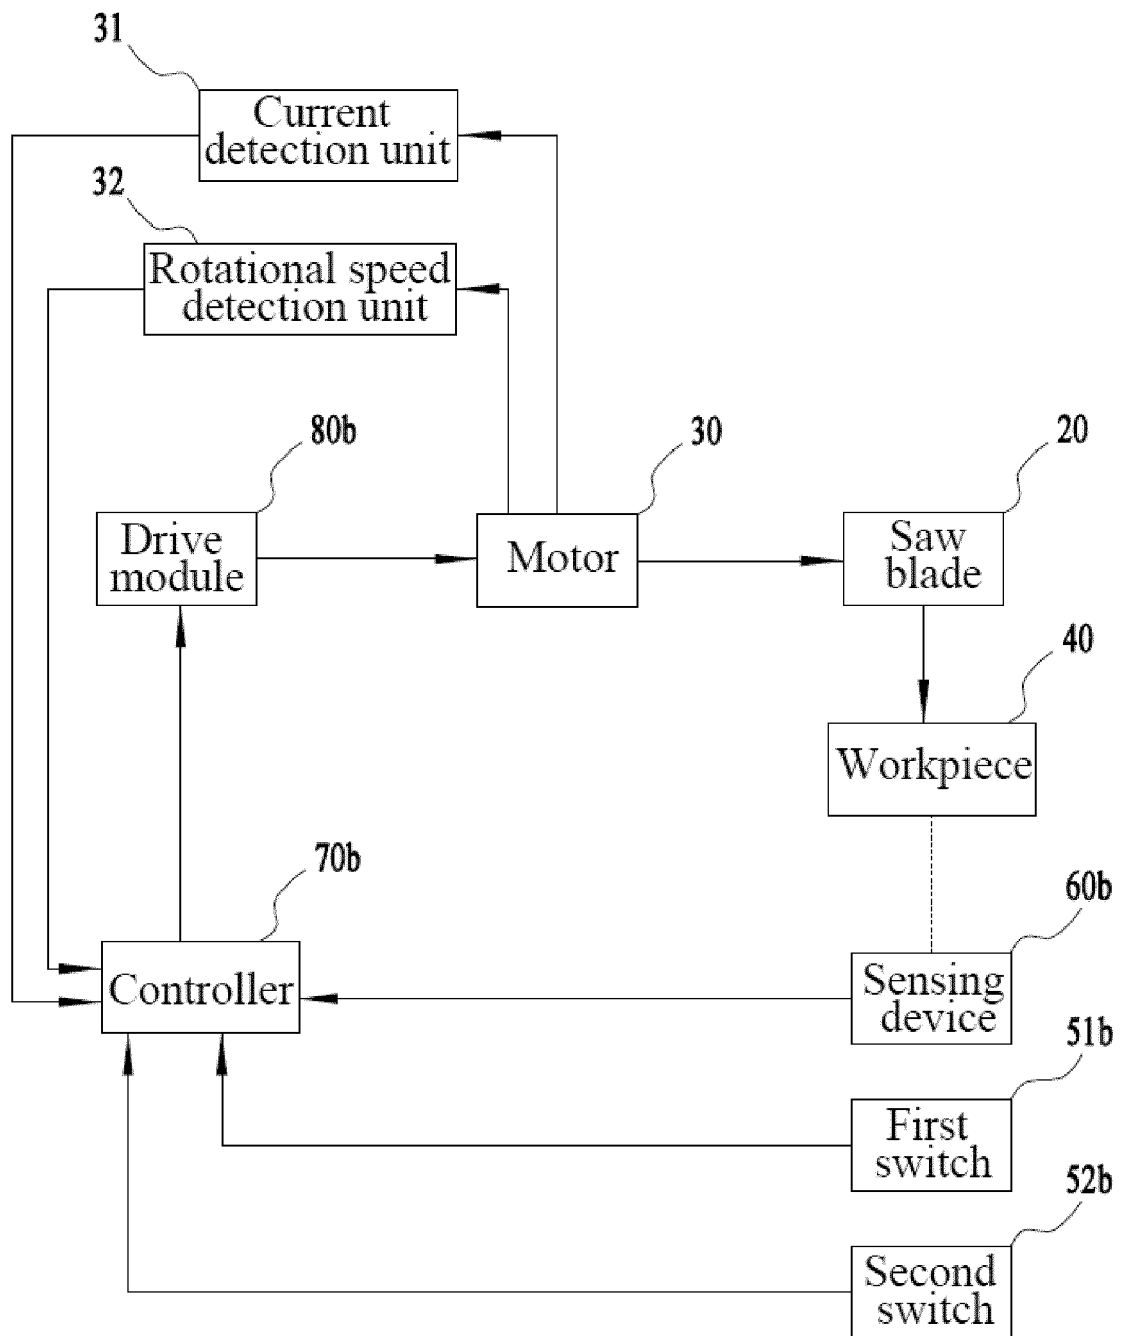 31
Current
detection unit
32
Rotational speed
detection unit
80b
30
20
Drive
module
Motor
Saw
blade
40
Workpiece
70b
60b
Controller
Sensing
device
51b
First
switch
52b
Second
switch